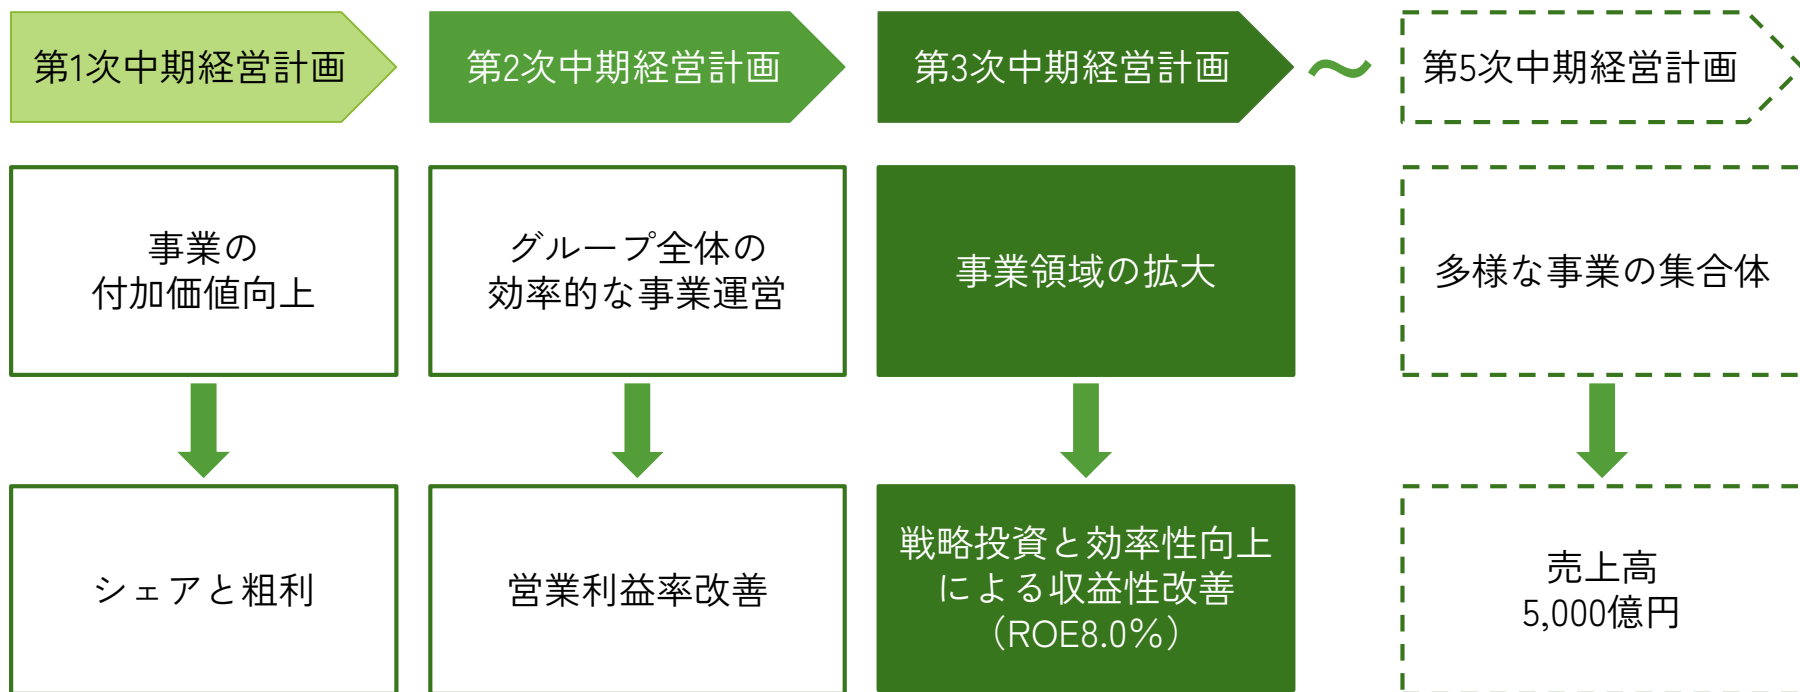 第1次中期経営計画
第2次中期経営計画
第3次中期経営計画
～
第5次中期経営計画
事業の
付加価値向上
グループ全体の
効率的な事業運営
事業領域の拡大
多様な事業の集合体
シェアと粗利
営業利益率改善
戦略投資と効率性向上
による収益性改善
（ROE8.0％）
売上高
5,000億円